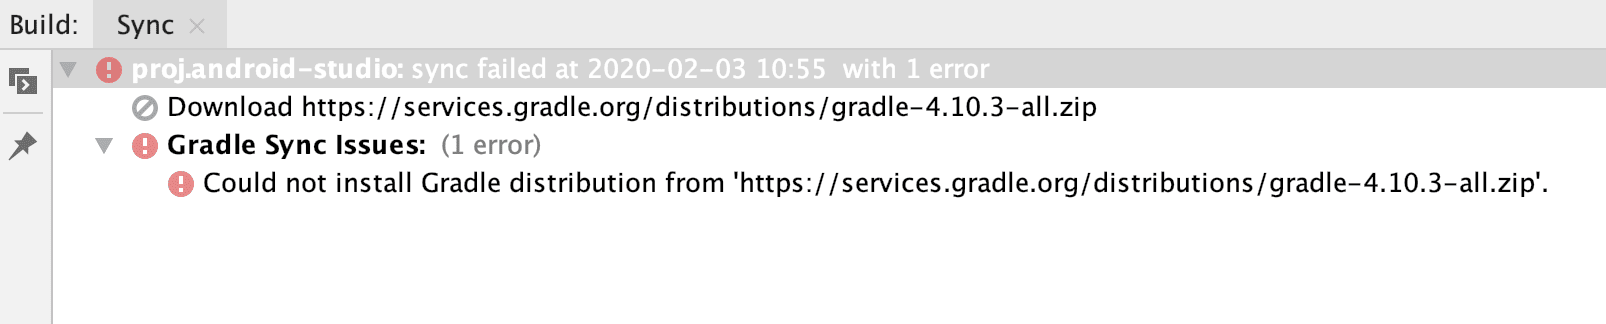 Build: Sync
proj.android-studio: sync failed at 2020-02-03 10:55 with 1 error
Download https://services.gradle.org/distributions/gradle-4.10.3-all.zip
Gradle Sync Issues: (1 error)
Could not install Gradle distribution from 'https://services.gradle.org/distributions/gradle-4.10.3-all.zip'.